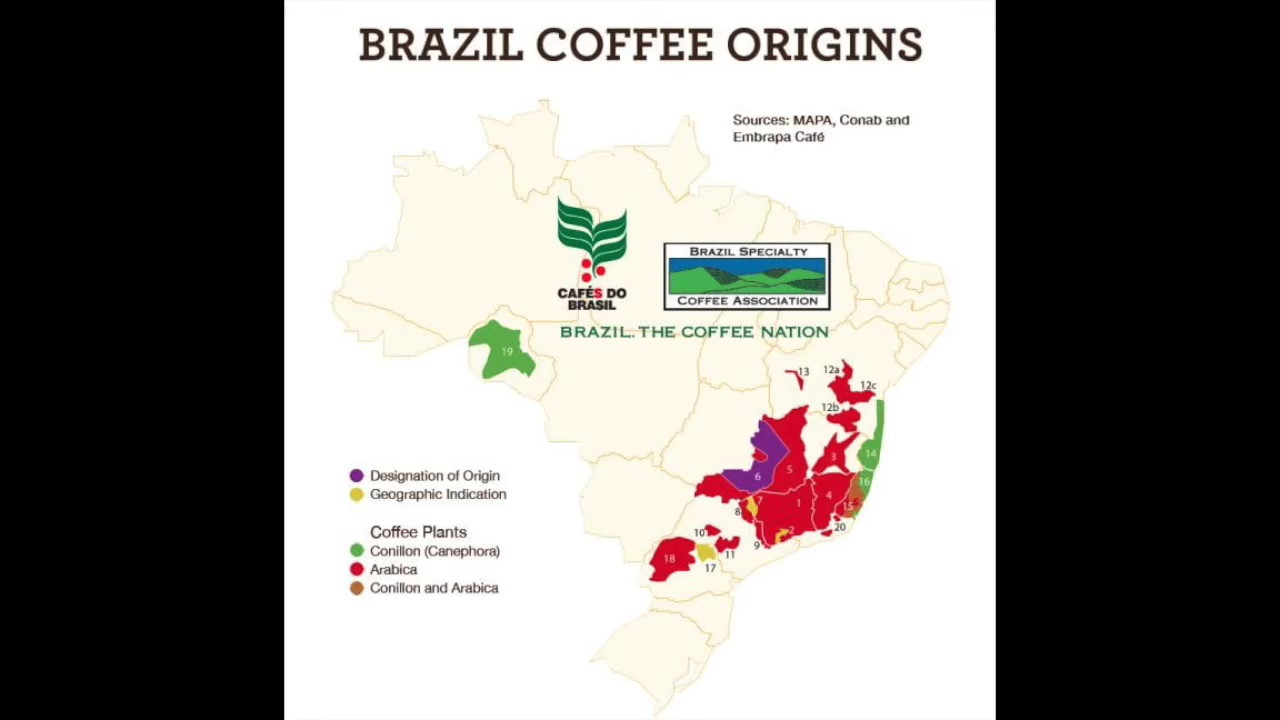 BRAZIL COFFEE ORIGINS
Sources: MAPA, Conab and
Embrapa Café
CAFÉS DO
BRASIL
BRAZIL SPECIALTY
COFFEE ASSOCIATION
BRAZIL. THE COFFEE NATION
19
13
12a
12c
12b
14
3
5
6
16
4
7
1
15
8
2
20
10
9
11
18
17
Designation of Origin
Geographic Indication
Coffee Plants
Conillon (Canephora)
Arabica
Conillon and Arabica